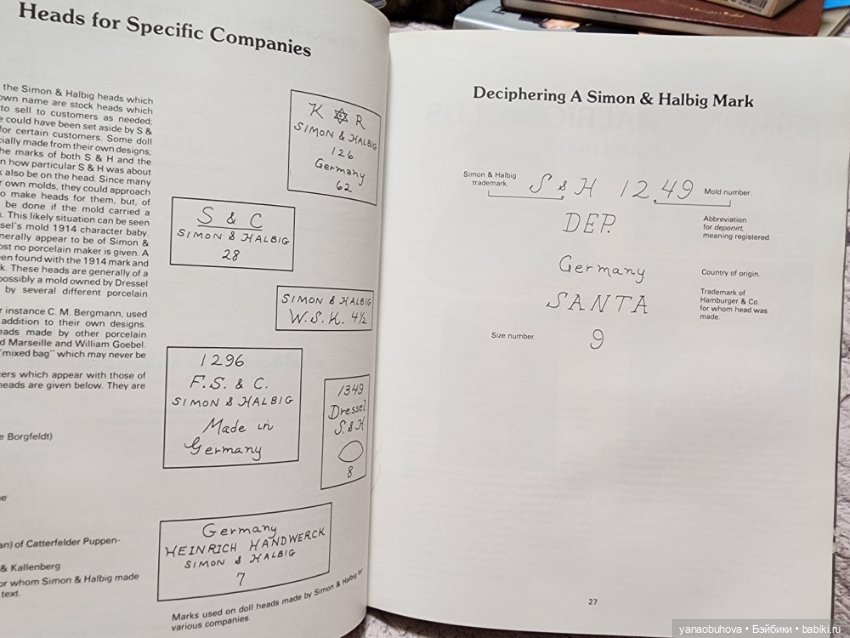 Heads for Specific Companies
the Simon & Halbig heads which
own name are stock heads which
to sell to customers as needed;
could have been set aside by S &
for certain customers. Some doll
cially made from their own designs;
he marks of both S & H and the
n how particular S & H was about
also be on the head. Since many
r own molds, they could approach
o make heads for them, but, of
be done if the mold carried a
. This likely situation can be seen
sel's mold 1914 character baby.
nerally appear to be of Simon &
ost no porcelain maker is given. A
en found with the 1914 mark and
k. These heads are generally of a
possibly a mold owned by Dressel
by several different porcelain
r instance C. M. Bergmann, used
addition to their own designs.
eads made by other porcelain
d Marseille and William Goebel.
"mixed bag" which may never be
ers which appear with those of
heads are given below. They are
e Borgfeldt)
an) of Catterfelder Puppen-
& Kallenberg
or whom Simon & Halbig made
text.
K R
SIMON & HALBIG
126
Germany
62
S & C
SIMON & HALBIG
28
SIMON & HALBIG
W.S.K. 4½
1296
F.S. & C.
SIMON & HALBIG
Made in
Germany
1349
Dressel
S & H
8
Germany
HEINRICH HANDWERCK
SIMON & HALBIG
7
Marks used on doll heads made by Simon & Halbig for
various companies.
Deciphering A Simon & Halbig Mark
Simon & Halbig
trademark.
S & H 1249
Mold number.
DEP.
Abbreviation
for deponirt,
meaning registered.
Germany
Country of origin.
SANTA
Trademark of
Hamburger & Co.
for whom head was
made.
Size number.
9
27
yanaobuhova • Бэйбики • babiki.ru